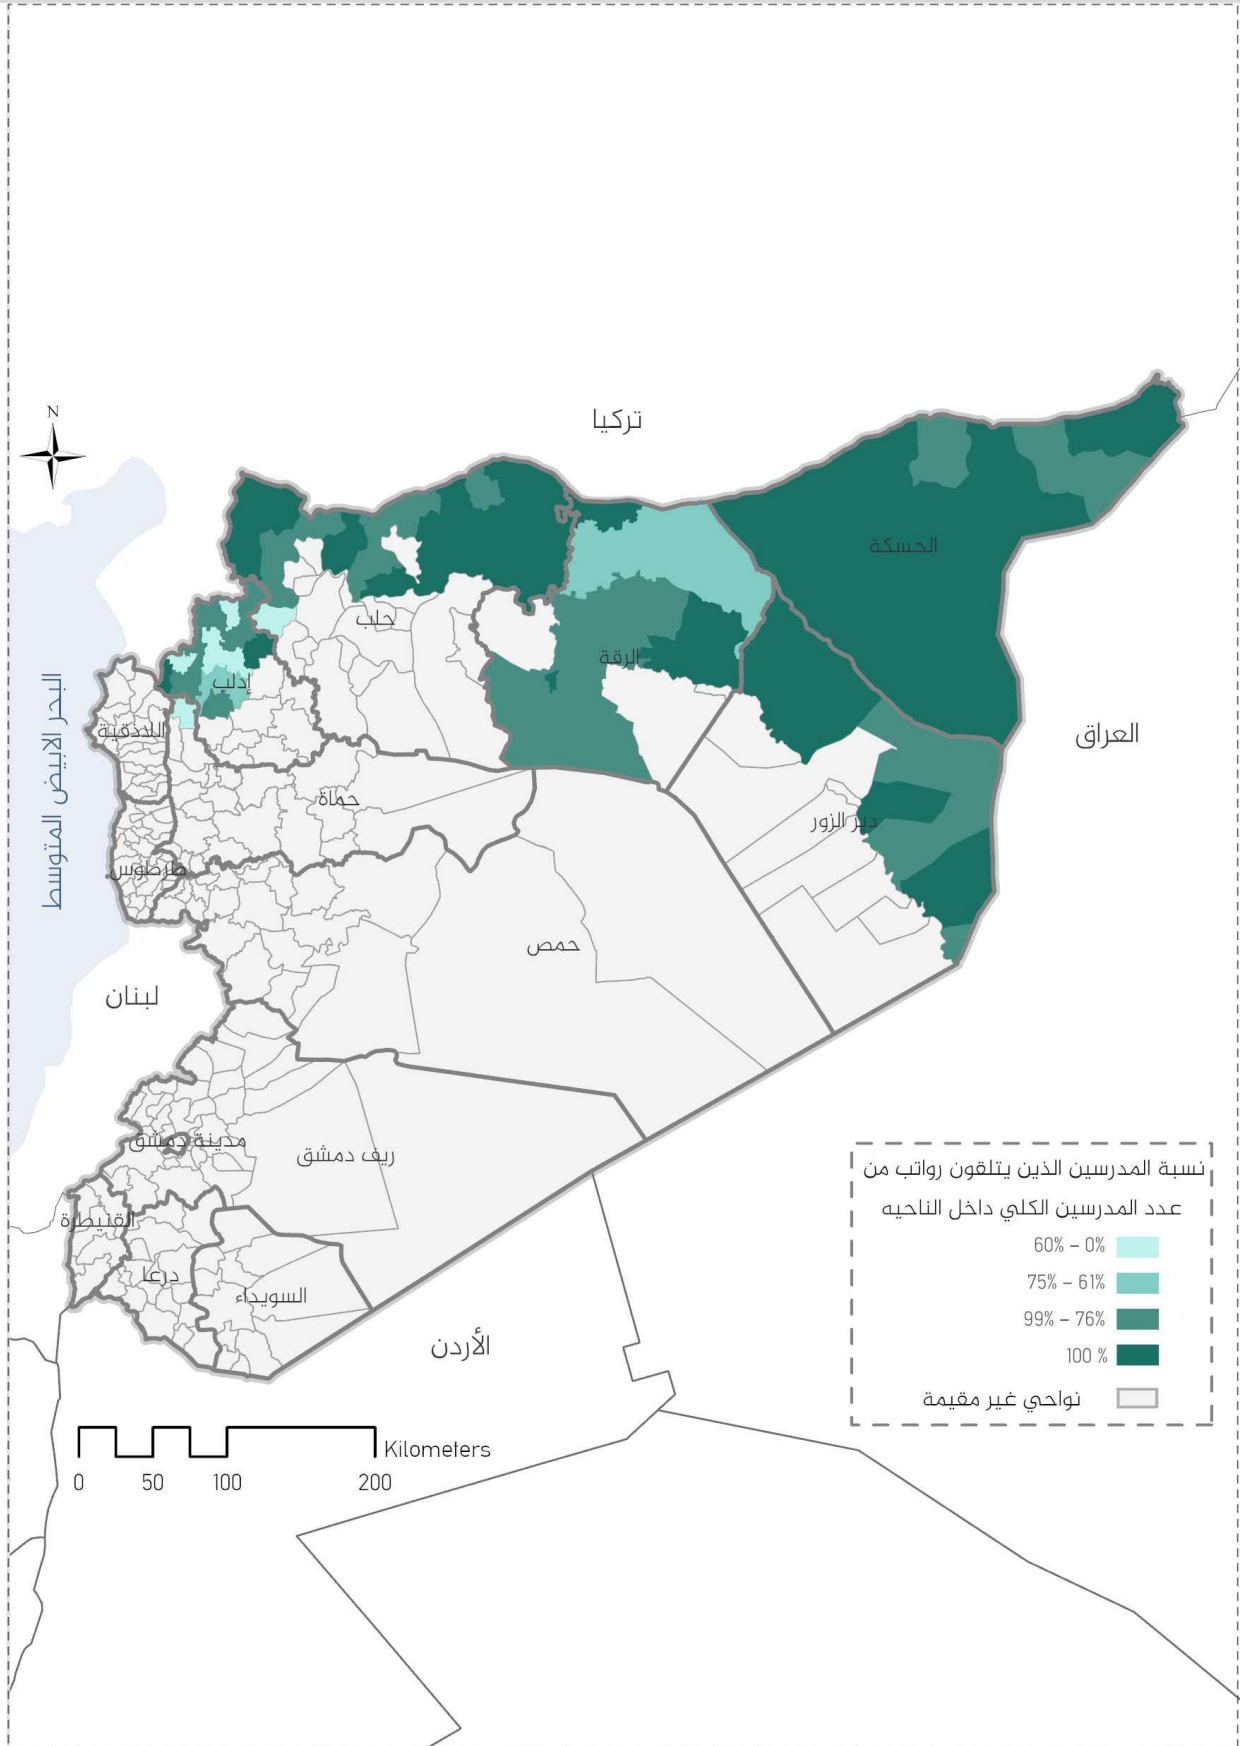 N
تركيا
الحسكة
حلب
الرقة
إدلب
اللاذقية
العراق
البحر الابيض المتوسط
حماة
دير الزور
طرطوس
حمص
لبنان
مدينة دمشق
ريف دمشق
القنيطرة
درعا
السويداء
الأردن
نسبة المدرسين الذين يتلقون رواتب من
عدد المدرسين الكلي داخل الناحيه
60% – 0%
75% – 61%
99% – 76%
100 %
نواحي غير مقيمة
Kilometers
0 50 100 200